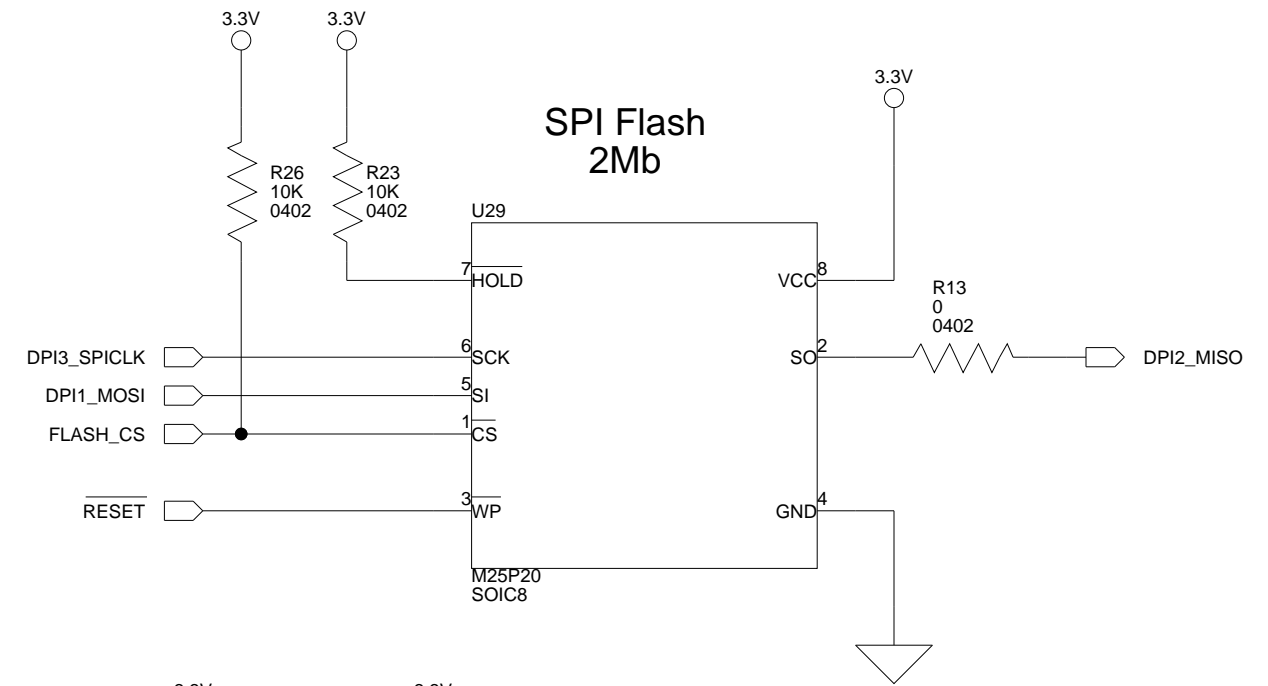 3.3V
3.3V
3.3V
SPI Flash
2Mb
R26
10K
0402
R23
10K
0402
U29
7
HOLD
VCC
8
R13
0
0402
DPI3_SPICLK
6
SCK
SO
2
DPI2_MISO
DPI1_MOSI
5
SI
FLASH_CS
1
CS
RESET
3
WP
GND
4
M25P20
SOIC8